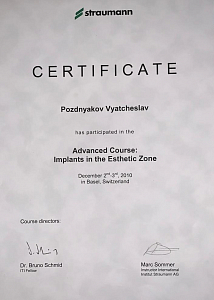 straumann
CERTIFICATE
Pozdnyakov Vyatcheslav
has participated in the
Advanced Course:
Implants in the Esthetic Zone
December 2nd-3rd, 2010
in Basel, Switzerland
Course directors:
Dr. Bruno Schmid
ITI Fellow
Marc Sommer
Instructor International
Institut Straumann AG